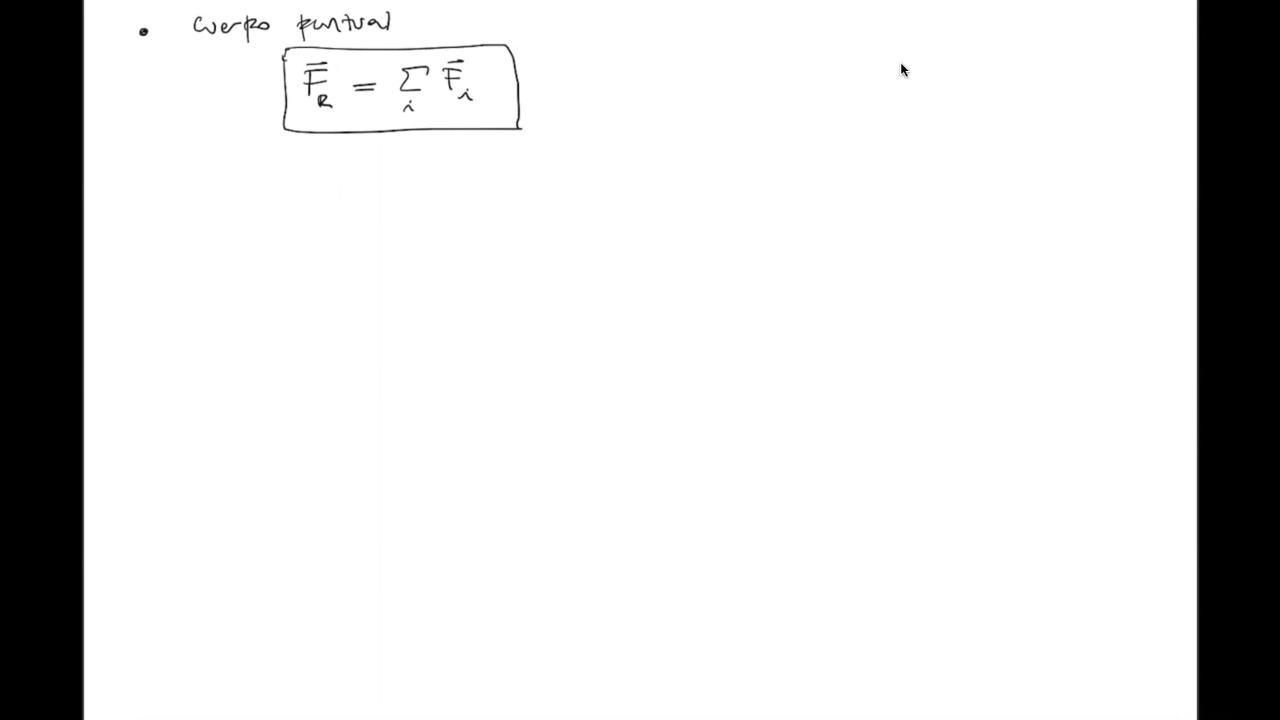 • Cuerpo puntual
F⃗_R = Σ_i F⃗_i